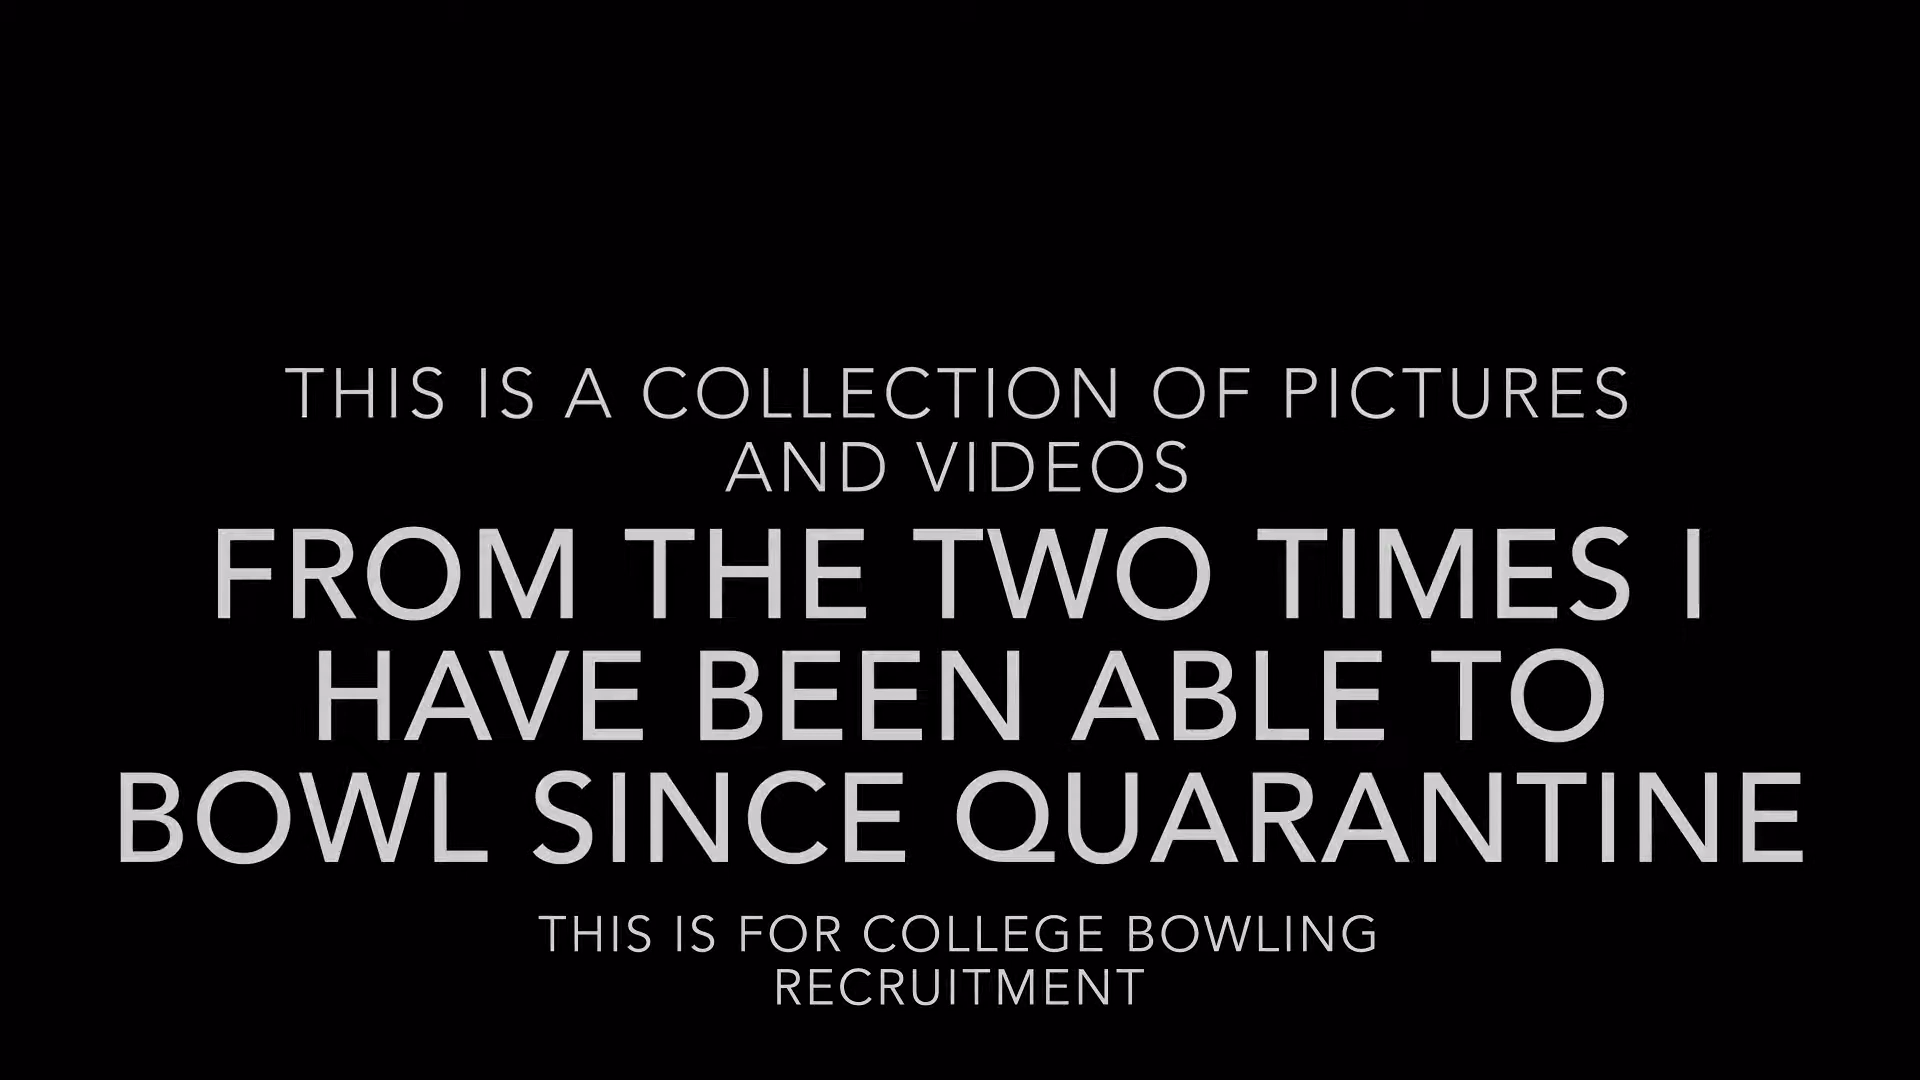 THIS IS A COLLECTION OF PICTURES
AND VIDEOS
FROM THE TWO TIMES I
HAVE BEEN ABLE TO
BOWL SINCE QUARANTINE
THIS IS FOR COLLEGE BOWLING
RECRUITMENT